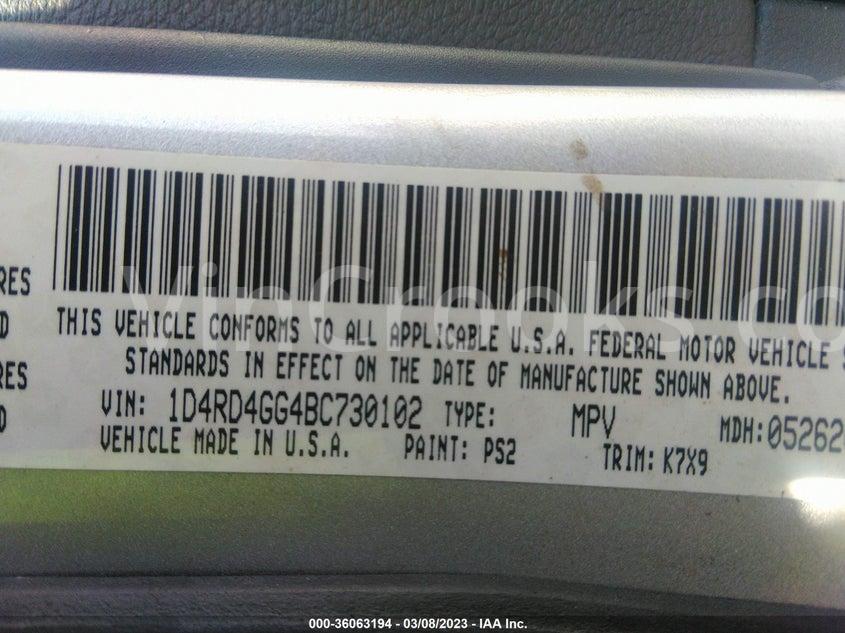 RES
D
RES
D
THIS VEHICLE CONFORMS TO ALL APPLICABLE U.S.A. FEDERAL MOTOR VEHICLE S
STANDARDS IN EFFECT ON THE DATE OF MANUFACTURE SHOWN ABOVE.
VIN: 1D4RD4GG4BC730102 TYPE: MPV MDH:05262
VEHICLE MADE IN U.S.A. PAINT: PS2 TRIM: K7X9
VinCrooks.co
000-36063194 - 03/08/2023 - IAA Inc.